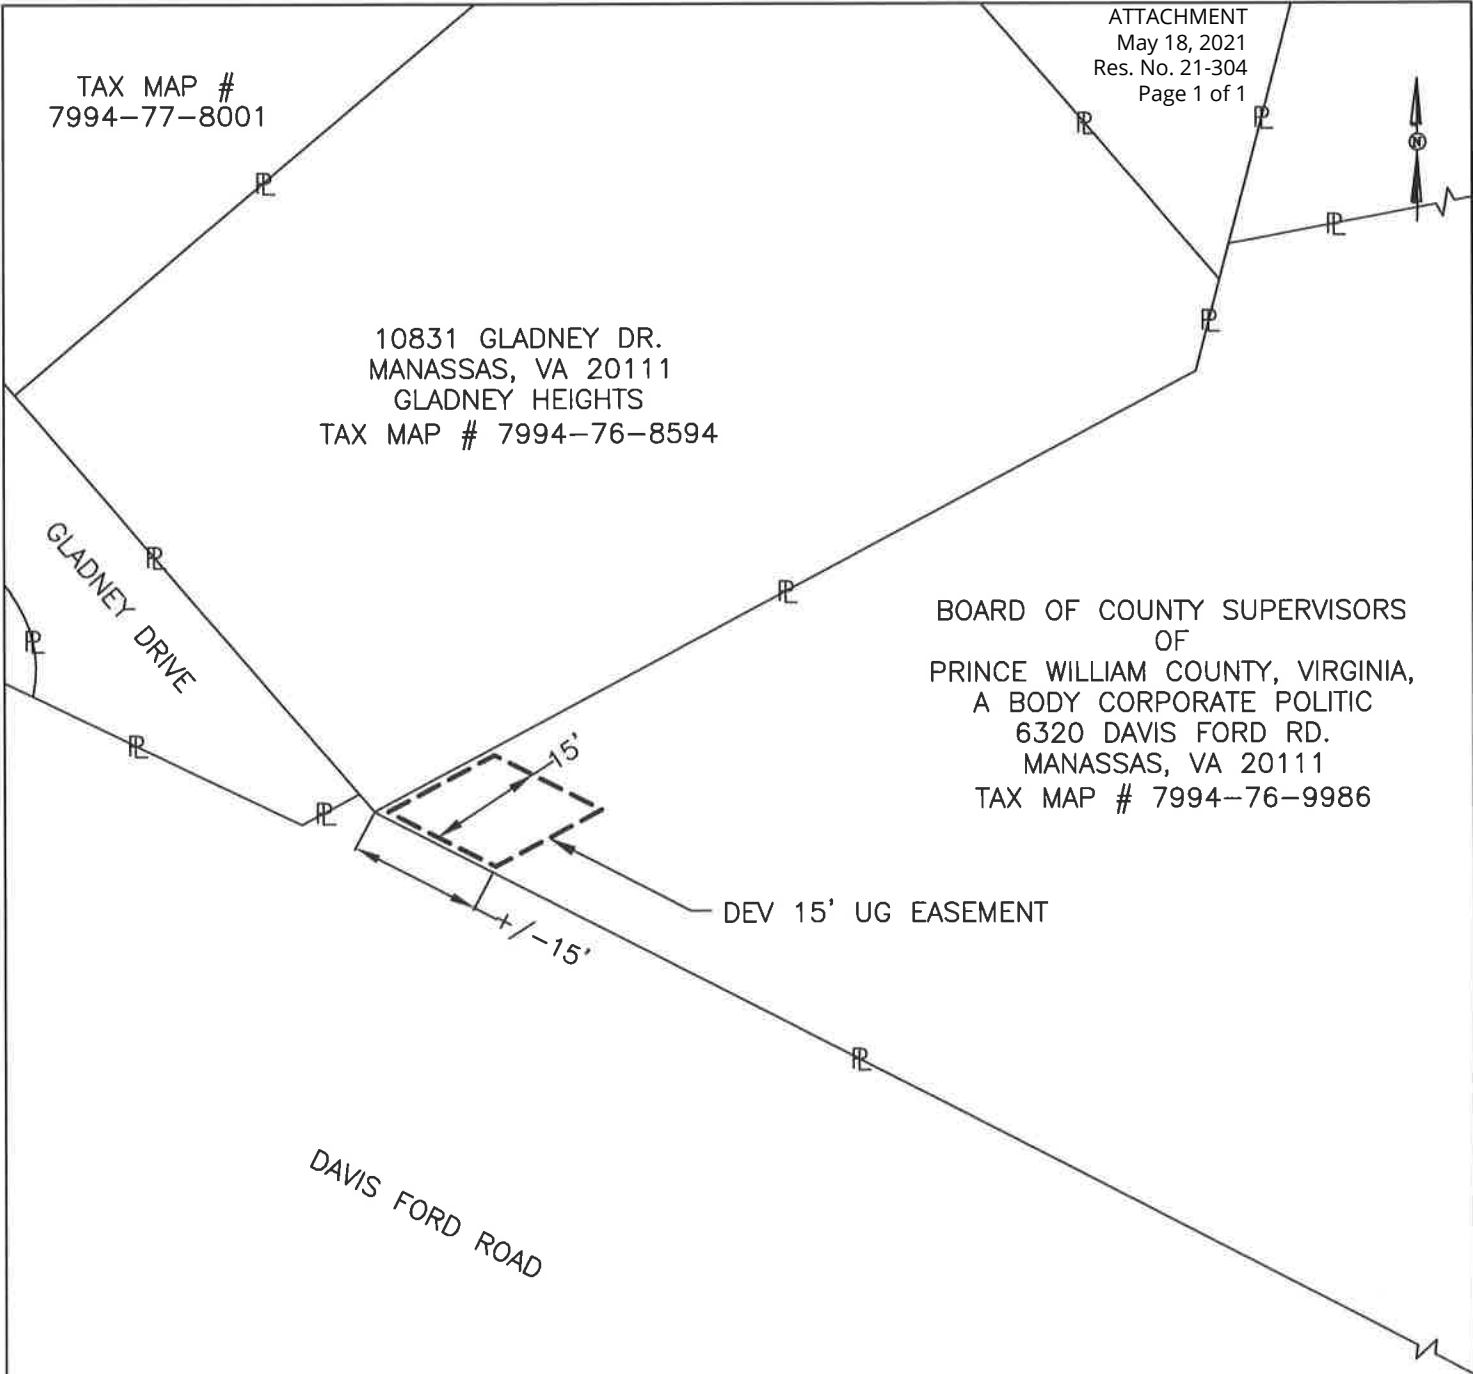 ATTACHMENT
May 18, 2021
Res. No. 21-304
Page 1 of 1
TAX MAP #
7994-77-8001
PL
PL
PL
N
PL
PL
10831 GLADNEY DR.
MANASSAS, VA 20111
GLADNEY HEIGHTS
TAX MAP # 7994-76-8594
GLADNEY DRIVE
PL
PL
PL
PL
PL
BOARD OF COUNTY SUPERVISORS
OF
PRINCE WILLIAM COUNTY, VIRGINIA,
A BODY CORPORATE POLITIC
6320 DAVIS FORD RD.
MANASSAS, VA 20111
TAX MAP # 7994-76-9986
15'
+/-15'
DEV 15' UG EASEMENT
PL
DAVIS FORD ROAD